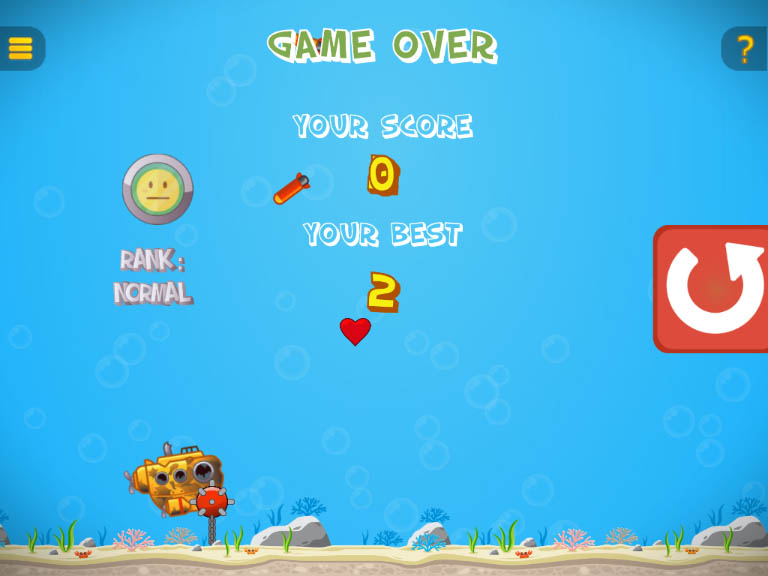 GAME OVER
?
YOUR SCORE
0
YOUR BEST
2
RANK:
NORMAL